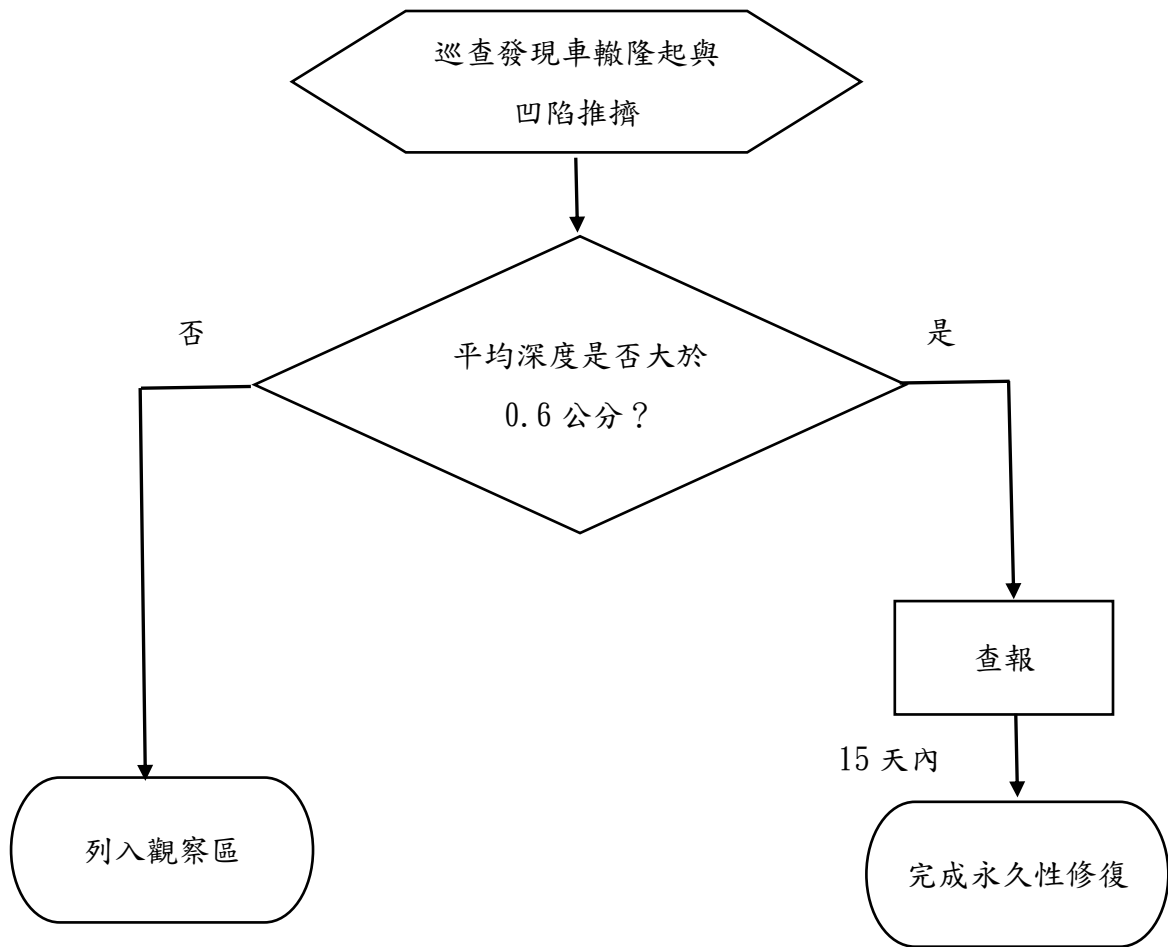 巡查發現車轍隆起與
凹陷推擠
否
是
平均深度是否大於
0.6 公分？
查報
15 天內
列入觀察區
完成永久性修復